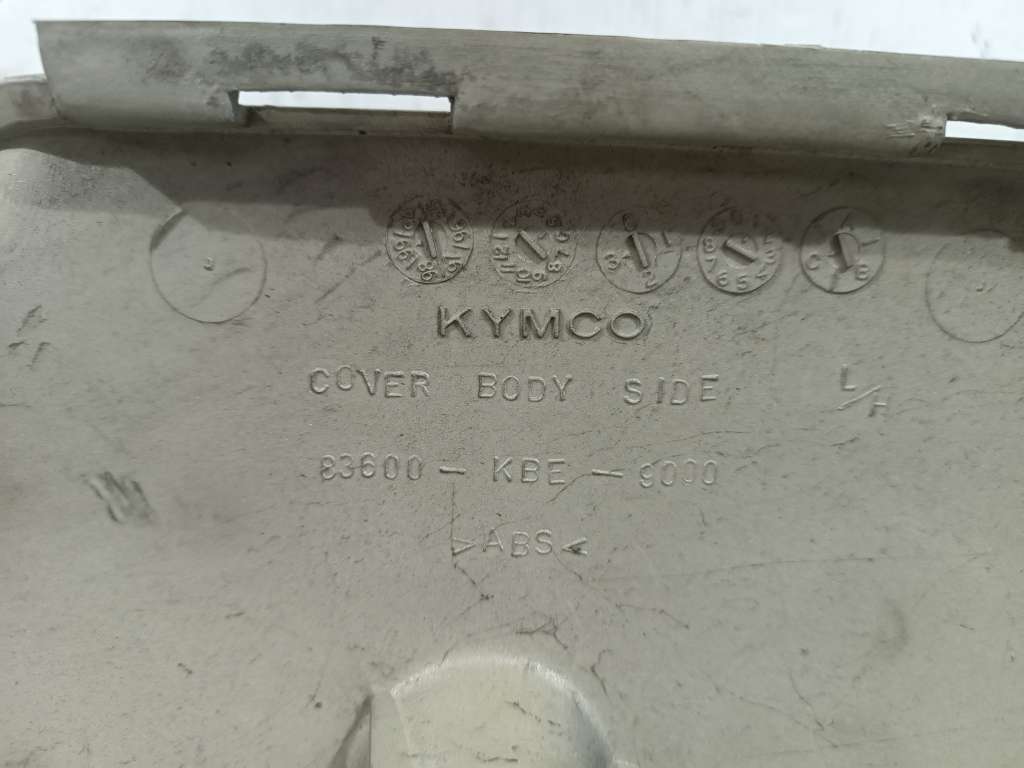 KYMCO
COVER BODY SIDE L/H
83600-KBE-9000
>ABS<